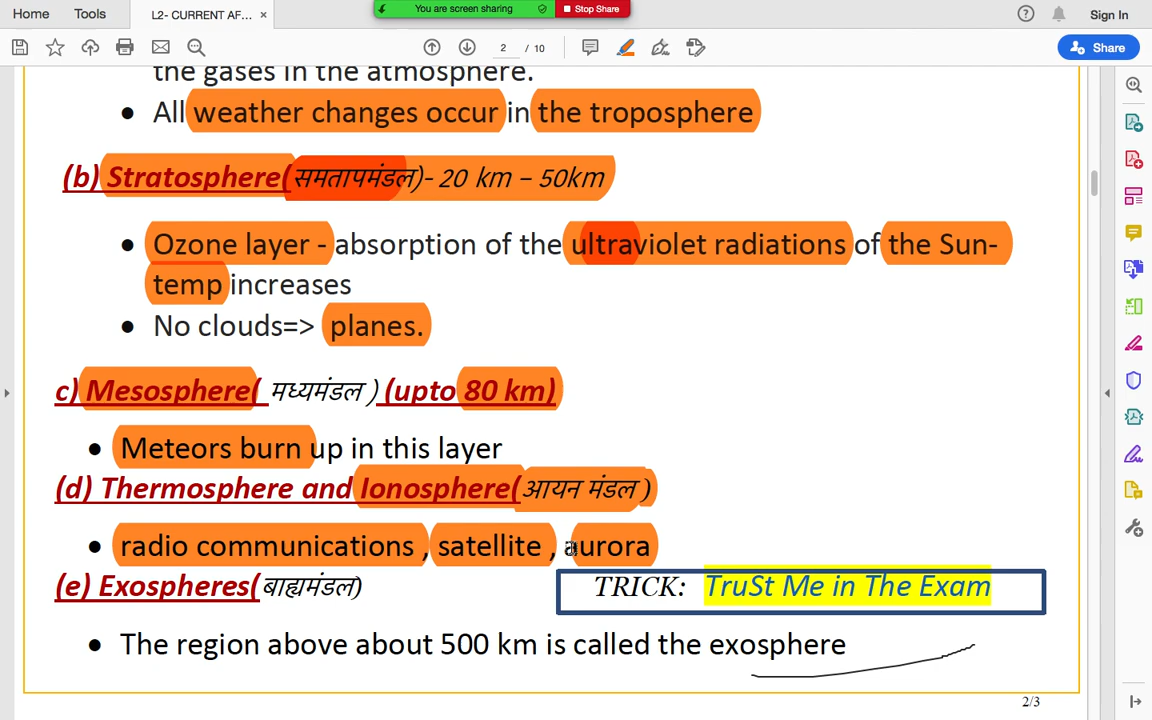 Home Tools L2- CURRENT AF... × You are screen sharing Stop Share Sign In
2 / 10 Share
the gases in the atmosphere.
● All weather changes occur in the troposphere
(b) Stratosphere(समतापमंडल)- 20 km – 50km
● Ozone layer - absorption of the ultraviolet radiations of the Sun-
temp increases
● No clouds=> planes.
c) Mesosphere( मध्यमंडल ) (upto 80 km)
● Meteors burn up in this layer
(d) Thermosphere and Ionosphere(आयन मंडल )
● radio communications , satellite , aurora
(e) Exospheres(बाह्यमंडल)
TRICK: TruSt Me in The Exam
● The region above about 500 km is called the exosphere
2/3